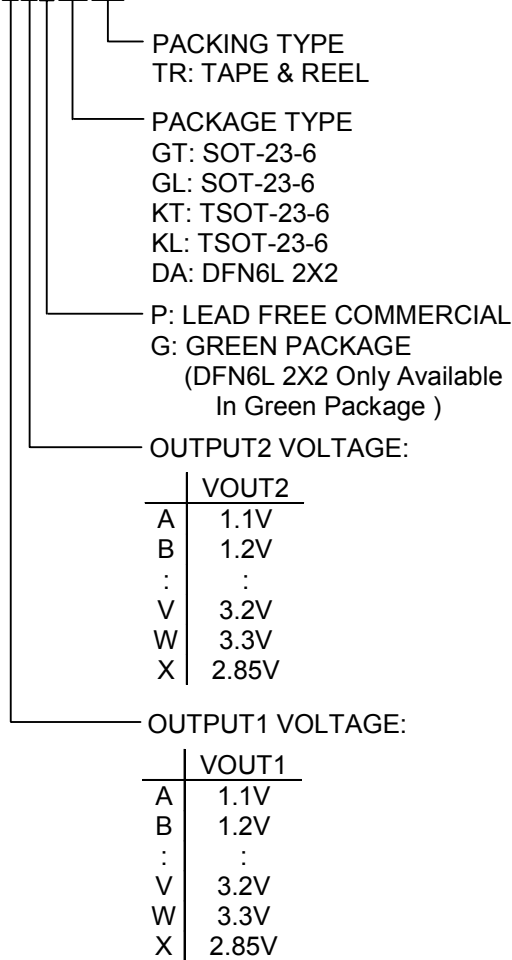 PACKING TYPE
TR: TAPE & REEL
PACKAGE TYPE
GT: SOT-23-6
GL: SOT-23-6
KT: TSOT-23-6
KL: TSOT-23-6
DA: DFN6L 2X2
P: LEAD FREE COMMERCIAL
G: GREEN PACKAGE
(DFN6L 2X2 Only Available
In Green Package )
OUTPUT2 VOLTAGE:
VOUT2
A 1.1V
B 1.2V
: :
V 3.2V
W 3.3V
X 2.85V
OUTPUT1 VOLTAGE:
VOUT1
A 1.1V
B 1.2V
: :
V 3.2V
W 3.3V
X 2.85V